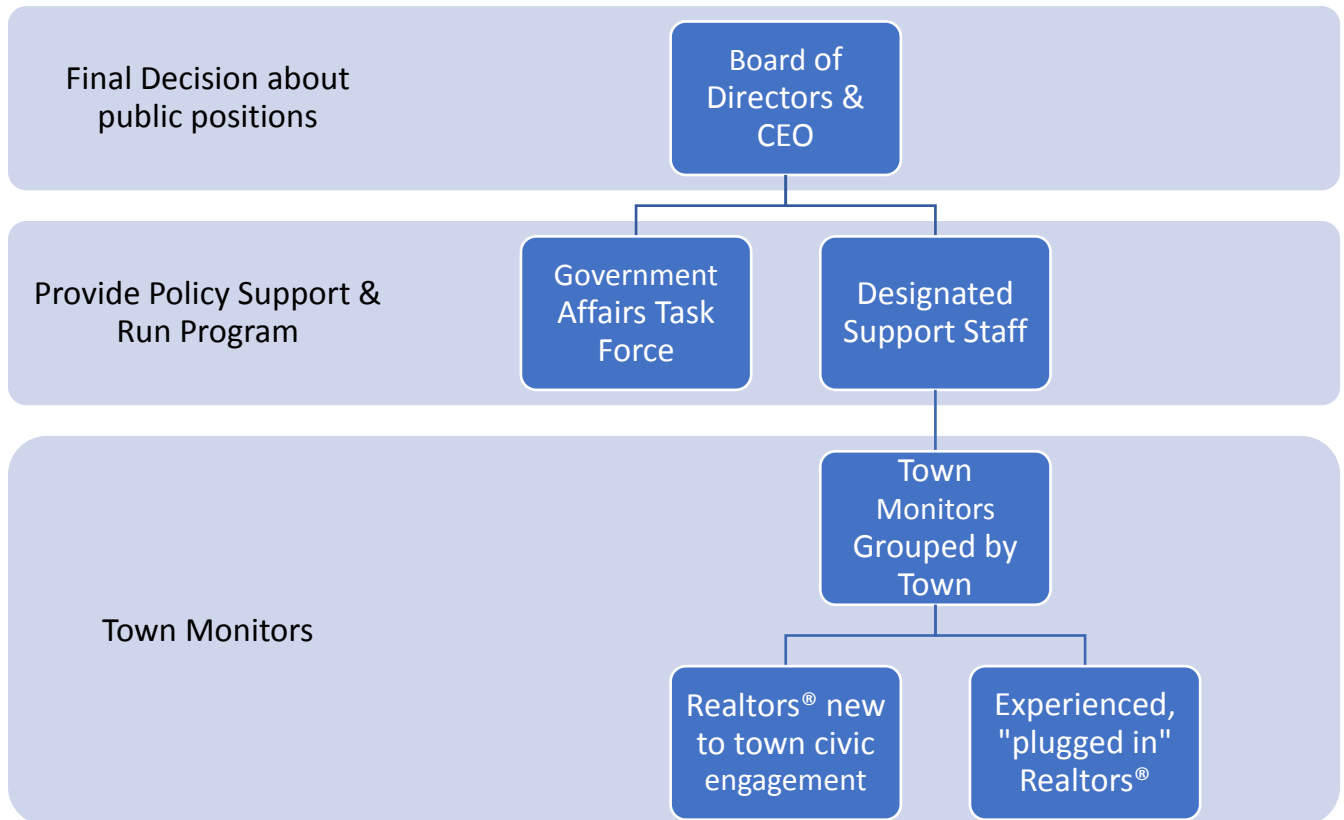 Final Decision about
public positions
Board of
Directors &
CEO
Provide Policy Support &
Run Program
Government
Affairs Task
Force
Designated
Support Staff
Town Monitors
Town
Monitors
Grouped by
Town
Realtors® new
to town civic
engagement
Experienced,
"plugged in"
Realtors®